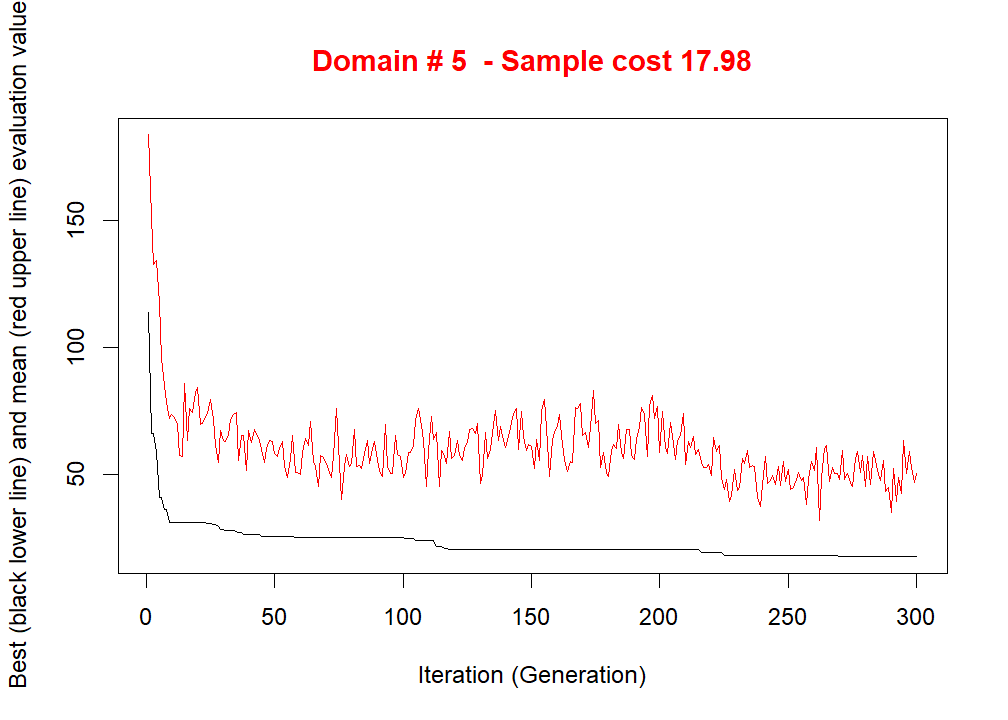 Domain # 5  - Sample cost 17.98
Best (black lower line) and mean (red upper line) evaluation value
150
100
50
0 50 100 150 200 250 300
Iteration (Generation)